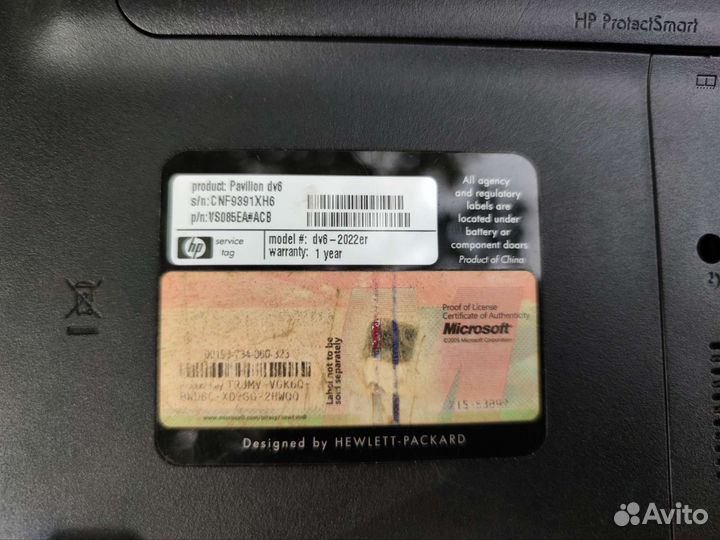 HP ProtectSmart
product: Pavilion dv6
s/n:CNF9391XH6
p/n:VS085EA#ACB
hp
service
tag
model #: dv6-2022er
warranty: 1 year
All agency
and regulatory
labels are
located under
battery or
component doors
Product of China
Proof of License
Certificate of Authenticity
Microsoft
©2005 Microsoft Corporation
Label not to be
sold separately
Designed by HEWLETT-PACKARD
Avito